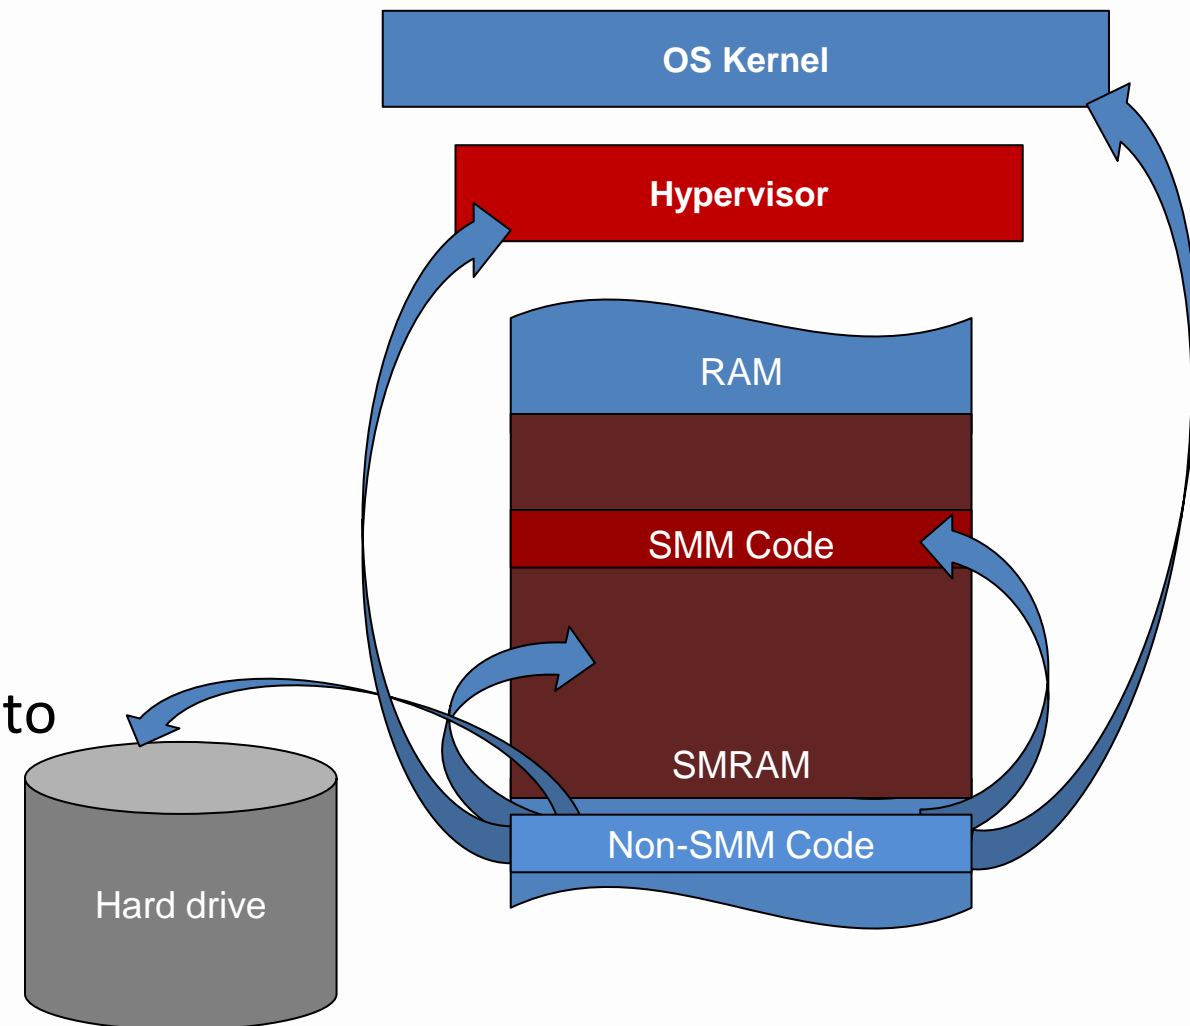 OS Kernel
Hypervisor
RAM
SMM Code
to
SMRAM
Non-SMM Code
Hard drive